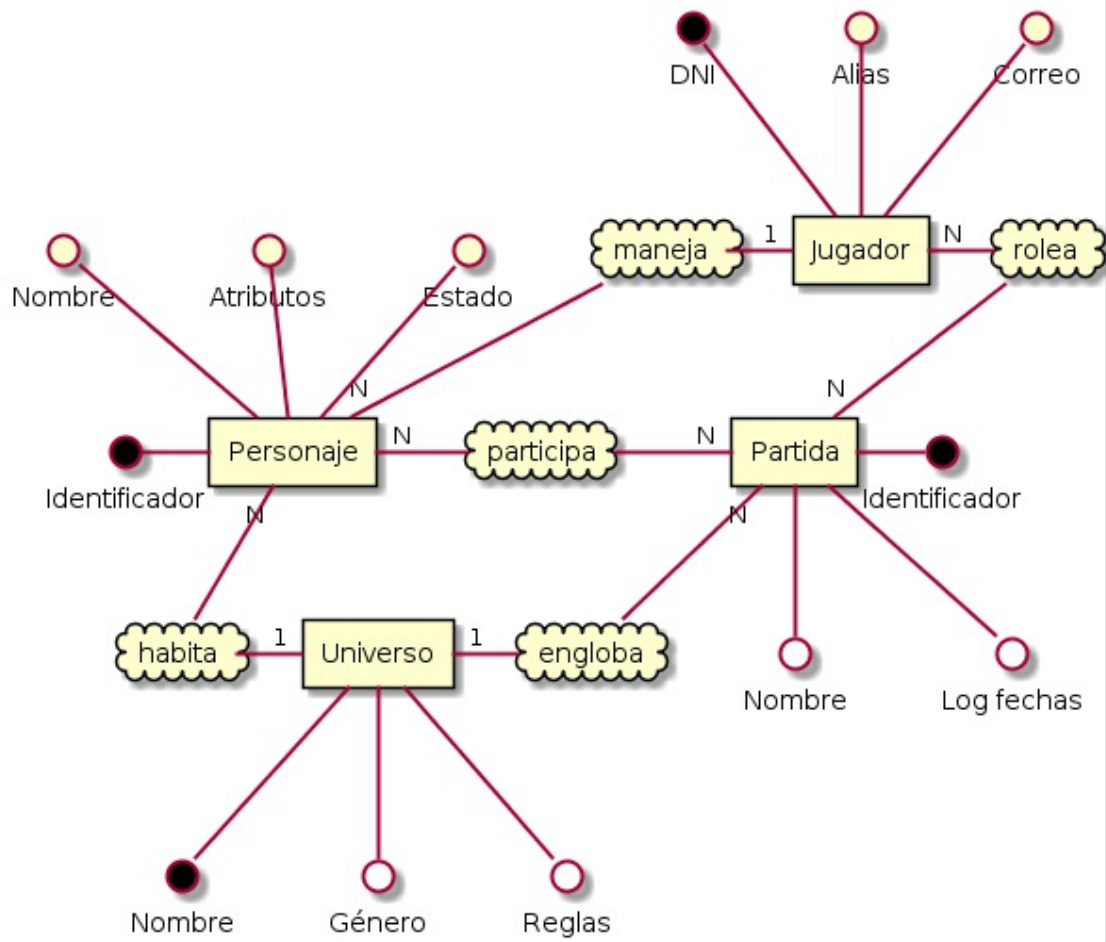 DNI
Alias
Correo
maneja
1
Jugador
N
rolea
Nombre
Atributos
Estado
N
N
Personaje
N
participa
N
Partida
Identificador
Identificador
N
N
habita
1
Universo
1
engloba
Nombre
Log fechas
Nombre
Género
Reglas